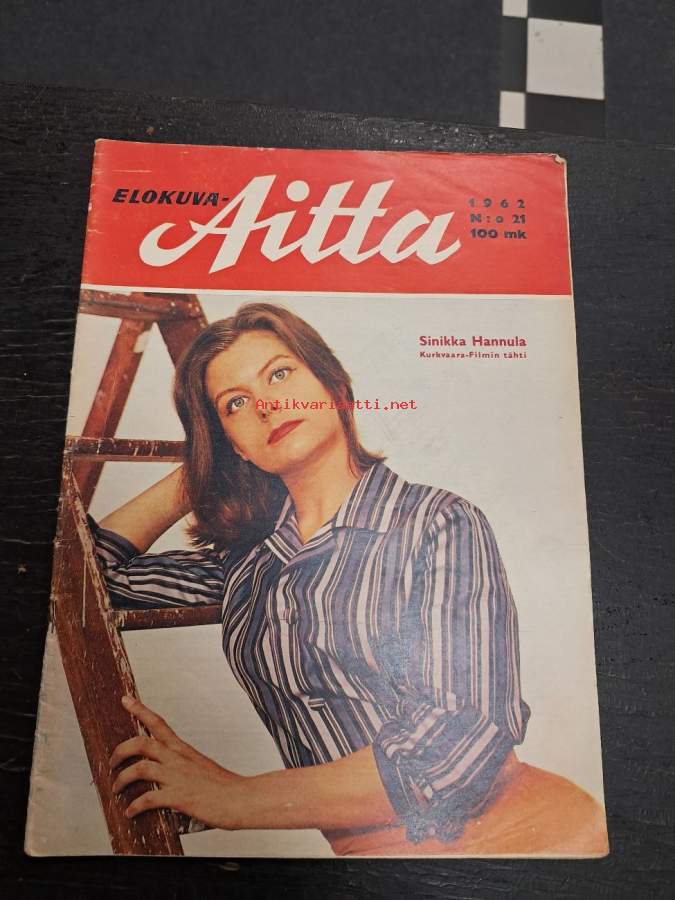 ELOKUVA-
Aitta
1962
N:o 21
100 mk
Sinikka Hannula
Kurkvaara-Filmin tähti
Antikvariaatti.net